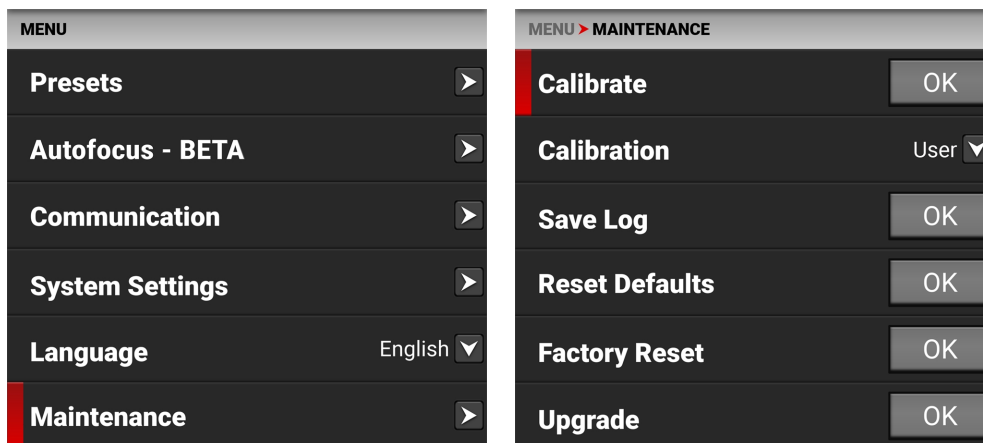 MENU
Presets
Autofocus - BETA
Communication
System Settings
Language English
Maintenance
MENU > MAINTENANCE
Calibrate OK
Calibration User
Save Log OK
Reset Defaults OK
Factory Reset OK
Upgrade OK